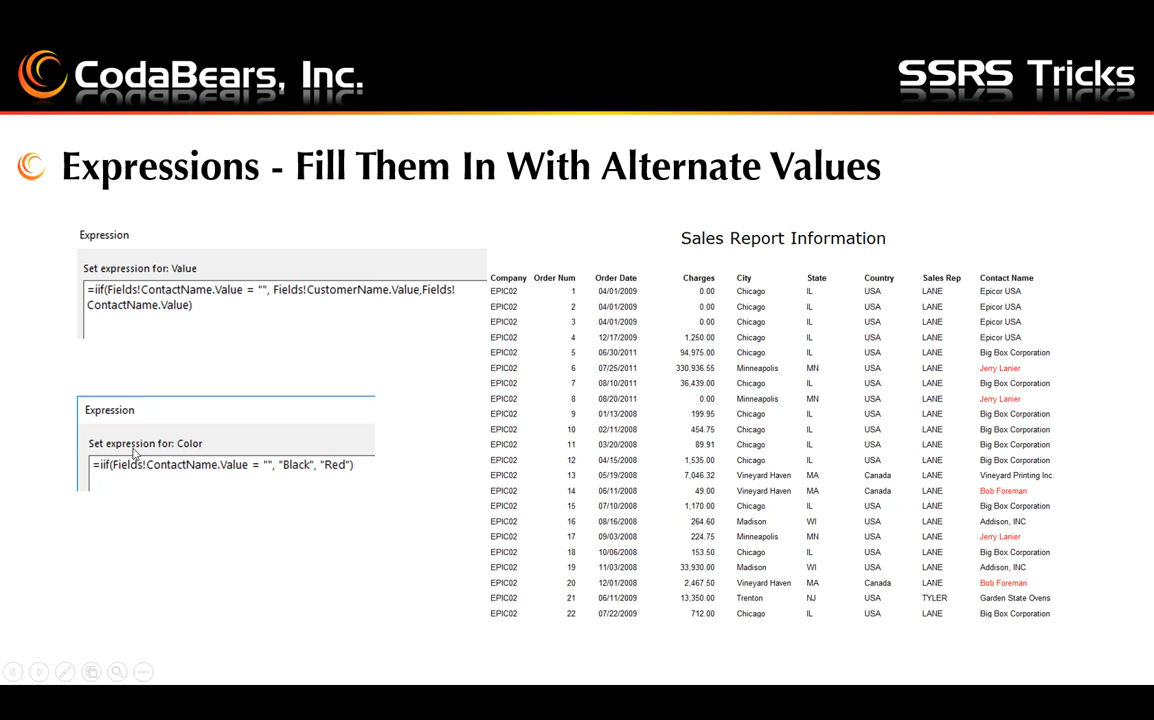 CodaBears, Inc.
SSRS Tricks
Expressions - Fill Them In With Alternate Values
Expression
Set expression for: Value
=iif(Fields!ContactName.Value = "", Fields!CustomerName.Value,Fields!
ContactName.Value)
Expression
Set expression for: Color
=iif(Fields!ContactName.Value = "", "Black", "Red")
Sales Report Information
Company Order Num Order Date Charges City State Country Sales Rep Contact Name
EPIC02 1 04/01/2009 0.00 Chicago IL USA LANE Epicor USA
EPIC02 2 04/01/2009 0.00 Chicago IL USA LANE Epicor USA
EPIC02 3 04/01/2009 0.00 Chicago IL USA LANE Epicor USA
EPIC02 4 12/17/2009 1,250.00 Chicago IL USA LANE Epicor USA
EPIC02 5 06/30/2011 94,975.00 Chicago IL USA LANE Big Box Corporation
EPIC02 6 07/25/2011 330,936.55 Minneapolis MN USA LANE Jerry Lanier
EPIC02 7 08/10/2011 36,439.00 Chicago IL USA LANE Big Box Corporation
EPIC02 8 08/20/2011 0.00 Minneapolis MN USA LANE Jerry Lanier
EPIC02 9 01/13/2008 199.95 Chicago IL USA LANE Big Box Corporation
EPIC02 10 02/11/2008 454.75 Chicago IL USA LANE Big Box Corporation
EPIC02 11 03/20/2008 89.91 Chicago IL USA LANE Big Box Corporation
EPIC02 12 04/15/2008 1,535.00 Chicago IL USA LANE Big Box Corporation
EPIC02 13 05/19/2008 7,046.32 Vineyard Haven MA Canada LANE Vineyard Printing Inc.
EPIC02 14 06/11/2008 49.00 Vineyard Haven MA Canada LANE Bob Foreman
EPIC02 15 07/10/2008 1,170.00 Chicago IL USA LANE Big Box Corporation
EPIC02 16 08/16/2008 264.60 Madison WI USA LANE Addison, INC
EPIC02 17 09/03/2008 224.75 Minneapolis MN USA LANE Jerry Lanier
EPIC02 18 10/06/2008 153.50 Chicago IL USA LANE Big Box Corporation
EPIC02 19 11/03/2008 33,930.00 Madison WI USA LANE Addison, INC
EPIC02 20 12/01/2008 2,467.50 Vineyard Haven MA Canada LANE Bob Foreman
EPIC02 21 06/11/2009 13,350.00 Trenton NJ USA TYLER Garden State Ovens
EPIC02 22 07/22/2009 712.00 Chicago IL USA LANE Big Box Corporation